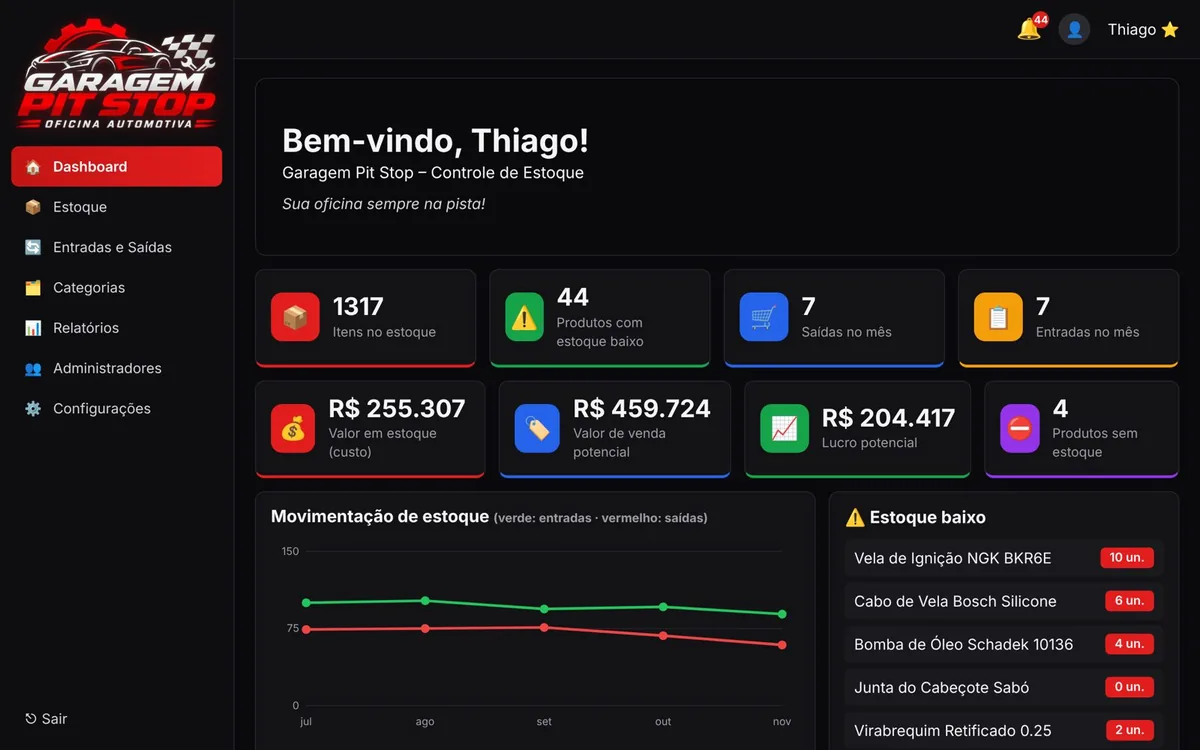 GARAGEM
PIT STOP
OFICINA AUTOMOTIVA
Dashboard
Estoque
Entradas e Saídas
Categorias
Relatórios
Administradores
Configurações
Sair
44
Thiago
Bem-vindo, Thiago!
Garagem Pit Stop – Controle de Estoque
Sua oficina sempre na pista!
1317
Itens no estoque
44
Produtos com
estoque baixo
7
Saídas no mês
7
Entradas no mês
R$ 255.307
Valor em estoque
(custo)
R$ 459.724
Valor de venda
potencial
R$ 204.417
Lucro potencial
4
Produtos sem
estoque
Movimentação de estoque (verde: entradas · vermelho: saídas)
150
75
0
jul ago set out nov
Estoque baixo
Vela de Ignição NGK BKR6E 10 un.
Cabo de Vela Bosch Silicone 6 un.
Bomba de Óleo Schadek 10136 4 un.
Junta do Cabeçote Sabó 0 un.
Virabrequim Retificado 0.25 2 un.